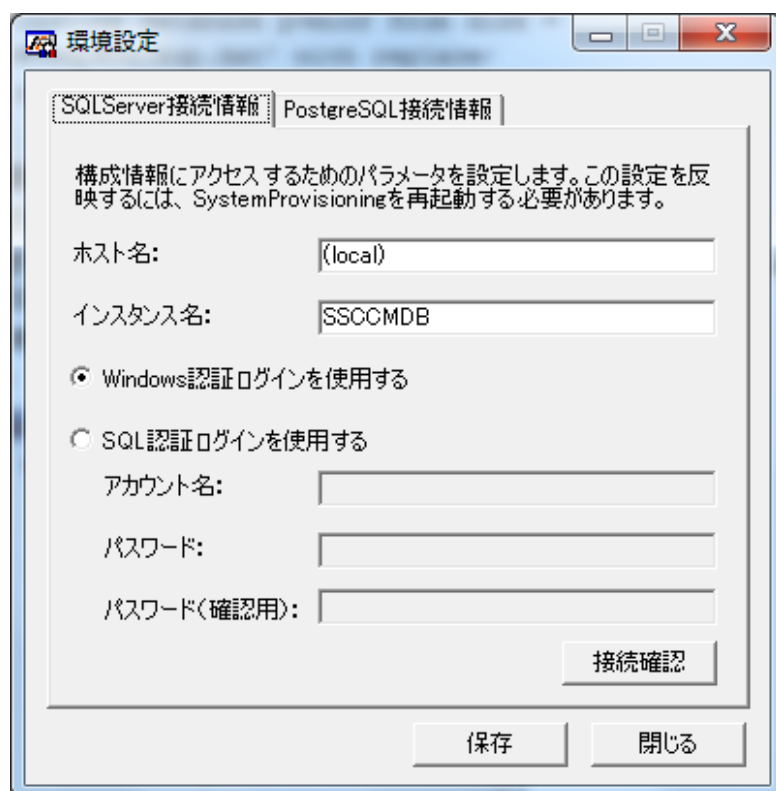 環境設定
SQLServer接続情報
PostgreSQL接続情報
構成情報にアクセスするためのパラメータを設定します。この設定を反
映するには、SystemProvisioningを再起動する必要があります。
ホスト名:
(local)
インスタンス名:
SSCCMDB
Windows認証ログインを使用する
SQL認証ログインを使用する
アカウント名:
パスワード:
パスワード(確認用):
接続確認
保存
閉じる